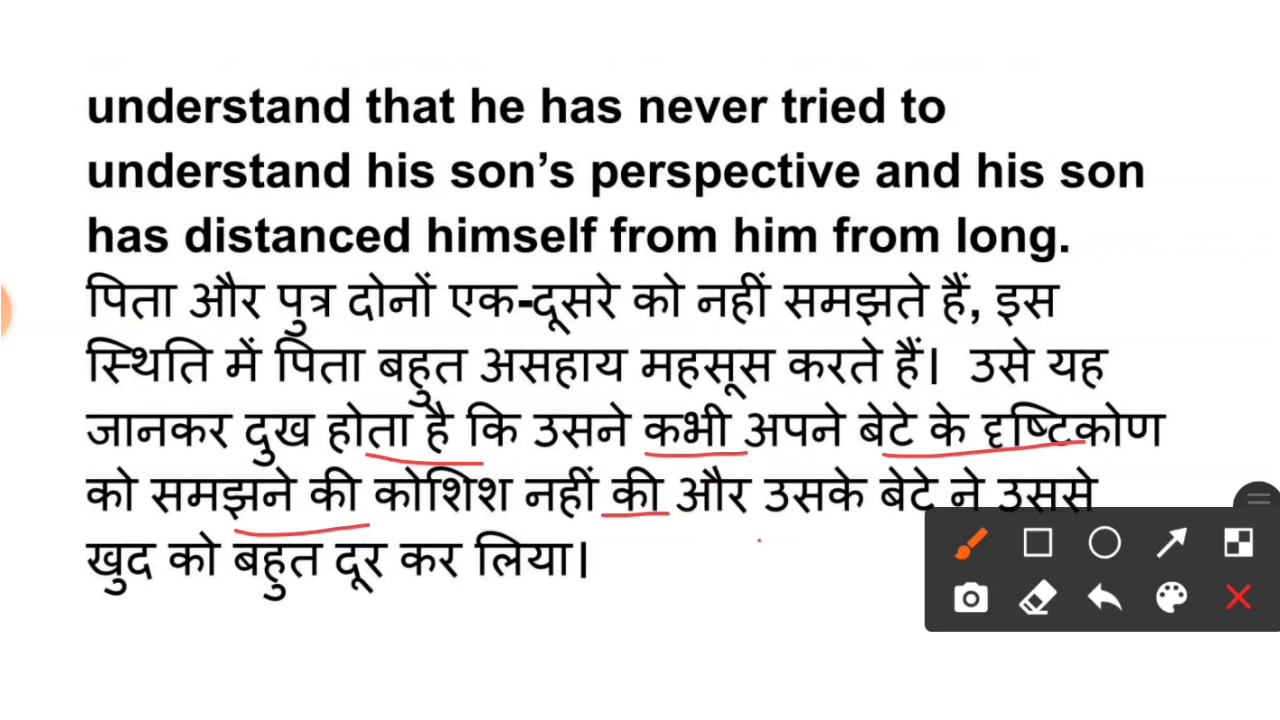 understand that he has never tried to
understand his son’s perspective and his son
has distanced himself from him from long.
पिता और पुत्र दोनों एक-दूसरे को नहीं समझते हैं, इस
स्थिति में पिता बहुत असहाय महसूस करते हैं। उसे यह
जानकर दुख होता है कि उसने कभी अपने बेटे के दृष्टिकोण
को समझने की कोशिश नहीं की और उसके बेटे ने उससे
खुद को बहुत दूर कर लिया।